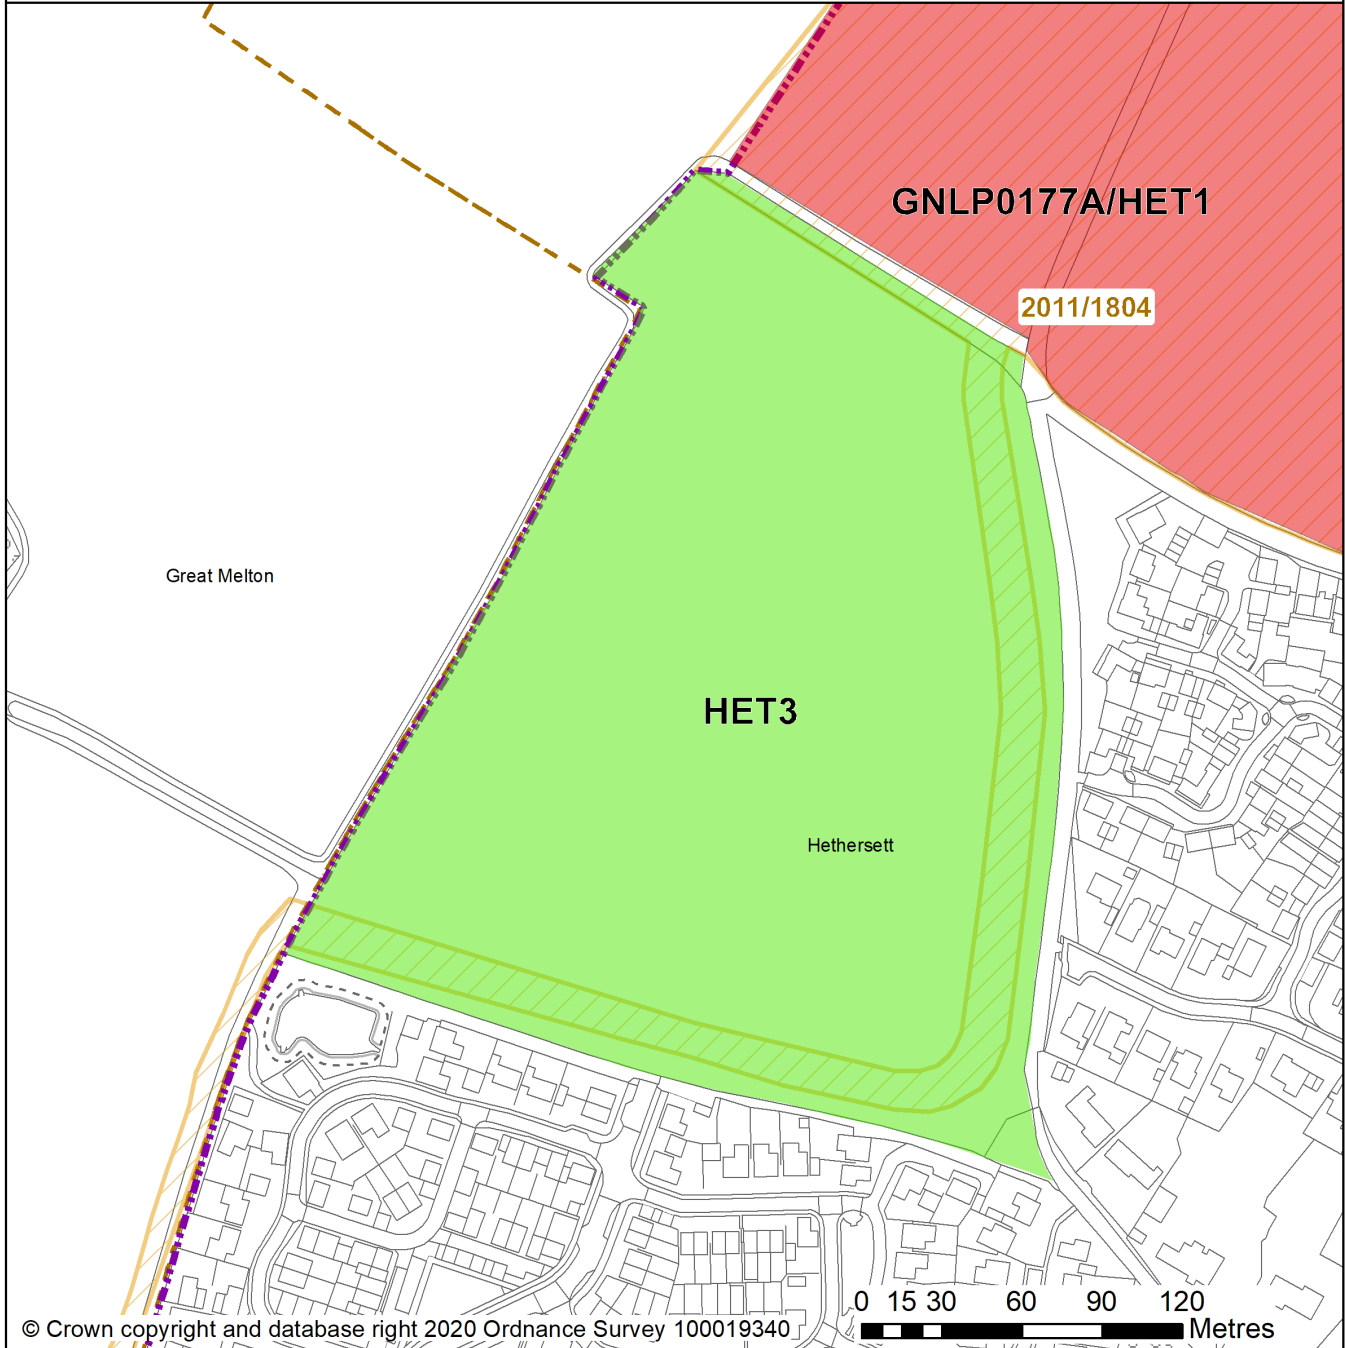 GNLP0177A/HET1
2011/1804
Great Melton
HET3
Hethersett
0 15 30 60 90 120
Metres
© Crown copyright and database right 2020 Ordnance Survey 100019340